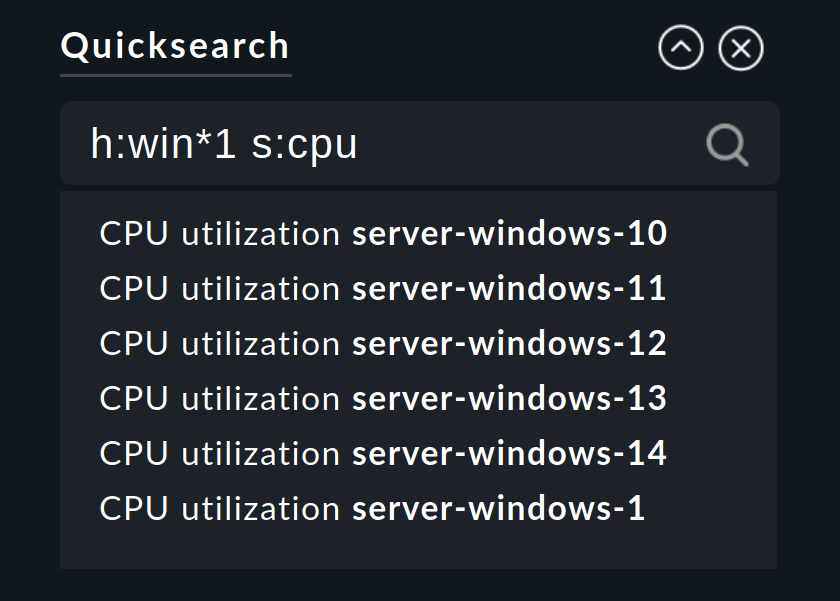 Quicksearch
h:win*1 s:cpu
CPU utilization server-windows-10
CPU utilization server-windows-11
CPU utilization server-windows-12
CPU utilization server-windows-13
CPU utilization server-windows-14
CPU utilization server-windows-1